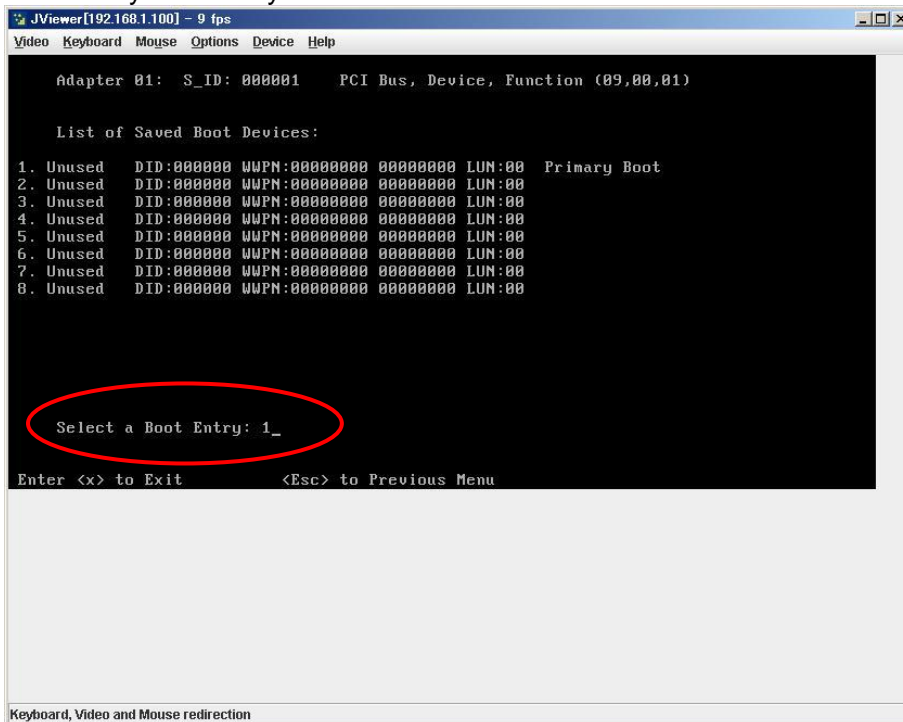 JViewer[192.168.1.100] - 9 fps
Video Keyboard Mouse Options Device Help
Adapter 01: S_ID: 000001 PCI Bus, Device, Function (09,00,01)
List of Saved Boot Devices:
1. Unused DID:000000 WWPN:00000000 00000000 LUN:00 Primary Boot
2. Unused DID:000000 WWPN:00000000 00000000 LUN:00
3. Unused DID:000000 WWPN:00000000 00000000 LUN:00
4. Unused DID:000000 WWPN:00000000 00000000 LUN:00
5. Unused DID:000000 WWPN:00000000 00000000 LUN:00
6. Unused DID:000000 WWPN:00000000 00000000 LUN:00
7. Unused DID:000000 WWPN:00000000 00000000 LUN:00
8. Unused DID:000000 WWPN:00000000 00000000 LUN:00
Select a Boot Entry: 1_
Enter <x> to Exit <Esc> to Previous Menu
Keyboard, Video and Mouse redirection